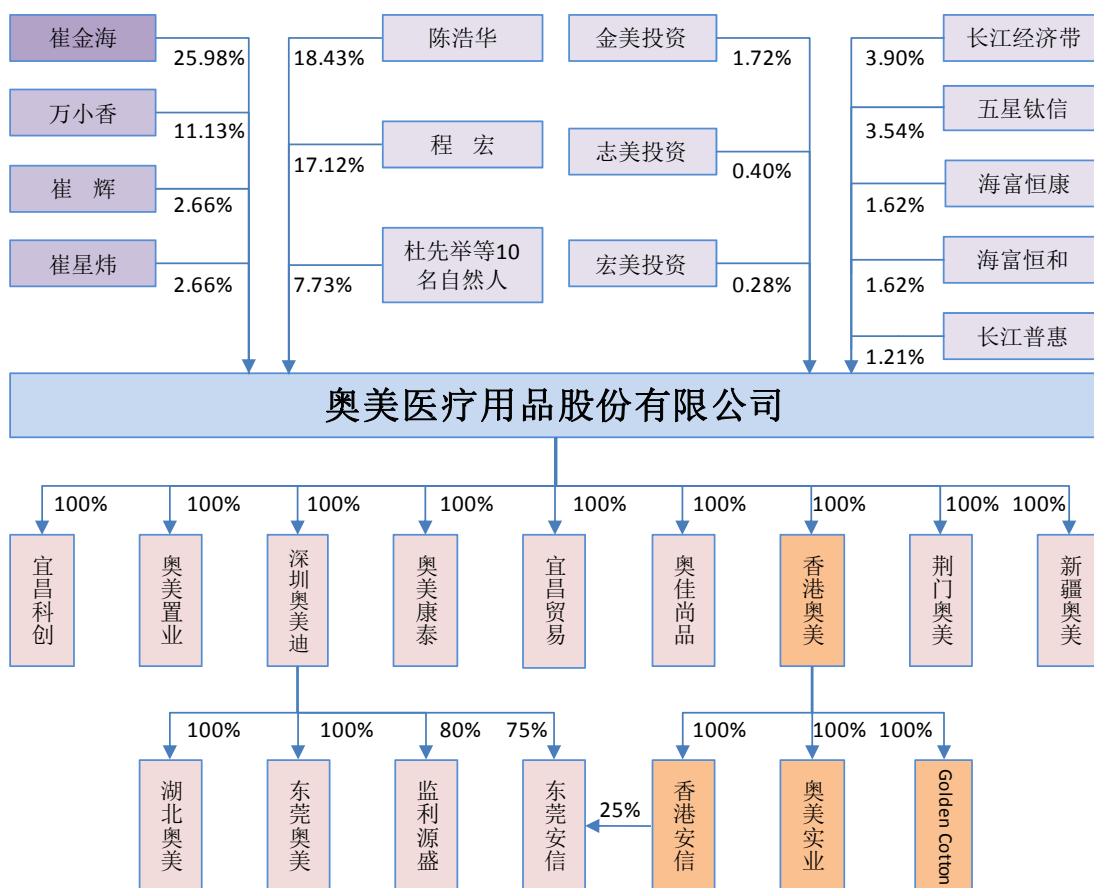 崔金海
25.98%
万小香
11.13%
崔 辉
2.66%
崔星炜
2.66%
陈浩华
18.43%
程 宏
17.12%
杜先举等10
名自然人
7.73%
金美投资
1.72%
志美投资
0.40%
宏美投资
0.28%
长江经济带
3.90%
五星钛信
3.54%
海富恒康
1.62%
海富恒和
1.62%
长江普惠
1.21%
奥美医疗用品股份有限公司
100%
100%
100%
100%
100%
100%
100%
100%
100%
宜昌科创
奥美置业
深圳奥美迪
奥美康泰
宜昌贸易
奥佳尚品
香港奥美
荆门奥美
新疆奥美
100%
100%
80%
75%
100%
100%
100%
湖北奥美
东莞奥美
监利源盛
东莞安信
25%
香港安信
奥美实业
Golden Cotton